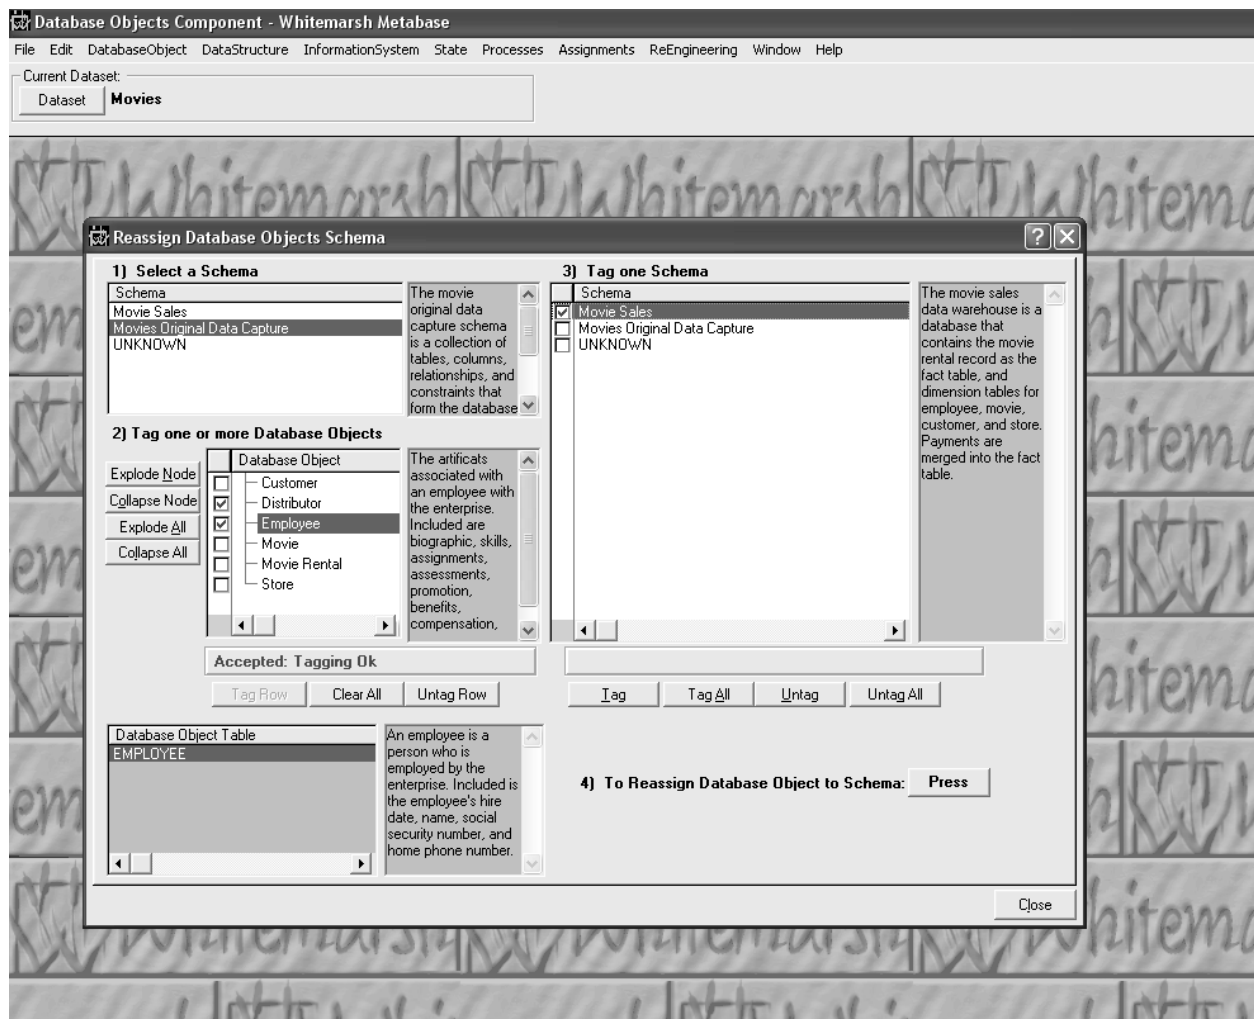 Database Objects Component - Whitemarsh Metabase
File Edit DatabaseObject DataStructure InformationSystem State Processes Assignments ReEngineering Window Help
Current Dataset:
Dataset Movies
Whitemarsh Whitemarsh
Reassign Database Objects Schema
1) Select a Schema
Schema
Movie Sales
Movies Original Data Capture
UNKNOWN
The movie
original data
capture schema
is a collection of
tables, columns,
relationships, and
constraints that
form the database
2) Tag one or more Database Objects
Explode Node
Collapse Node
Explode All
Collapse All
Database Object
Customer
Distributor
Employee
Movie
Movie Rental
Store
The artificats
associated with
an employee with
the enterprise.
Included are
biographic, skills,
assignments,
assessments,
promotion,
benefits,
compensation,
Accepted: Tagging Ok
Tag Row Clear All Untag Row
Database Object Table
EMPLOYEE
An employee is a
person who is
employed by the
enterprise. Included is
the employee's hire
date, name, social
security number, and
home phone number.
3) Tag one Schema
Schema
Movie Sales
Movies Original Data Capture
UNKNOWN
The movie sales
data warehouse is a
database that
contains the movie
rental record as the
fact table, and
dimension tables for
employee, movie,
customer, and store.
Payments are
merged into the fact
table.
Tag Tag All Untag Untag All
4) To Reassign Database Object to Schema: Press
Close